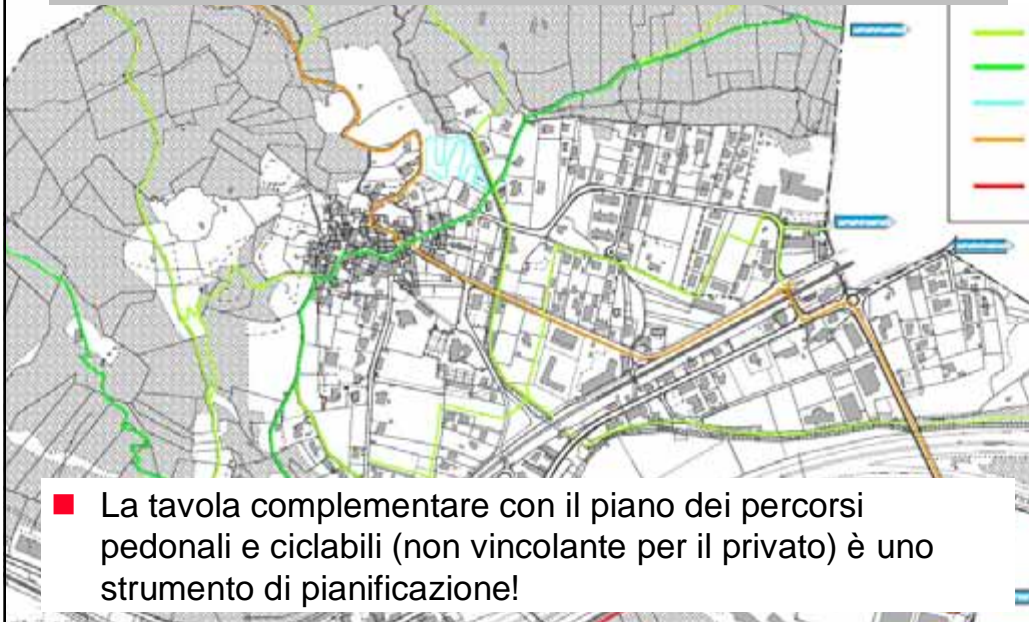 La tavola complementare con il piano dei percorsi
pedonali e ciclabili (non vincolante per il privato) è uno
strumento di pianificazione!